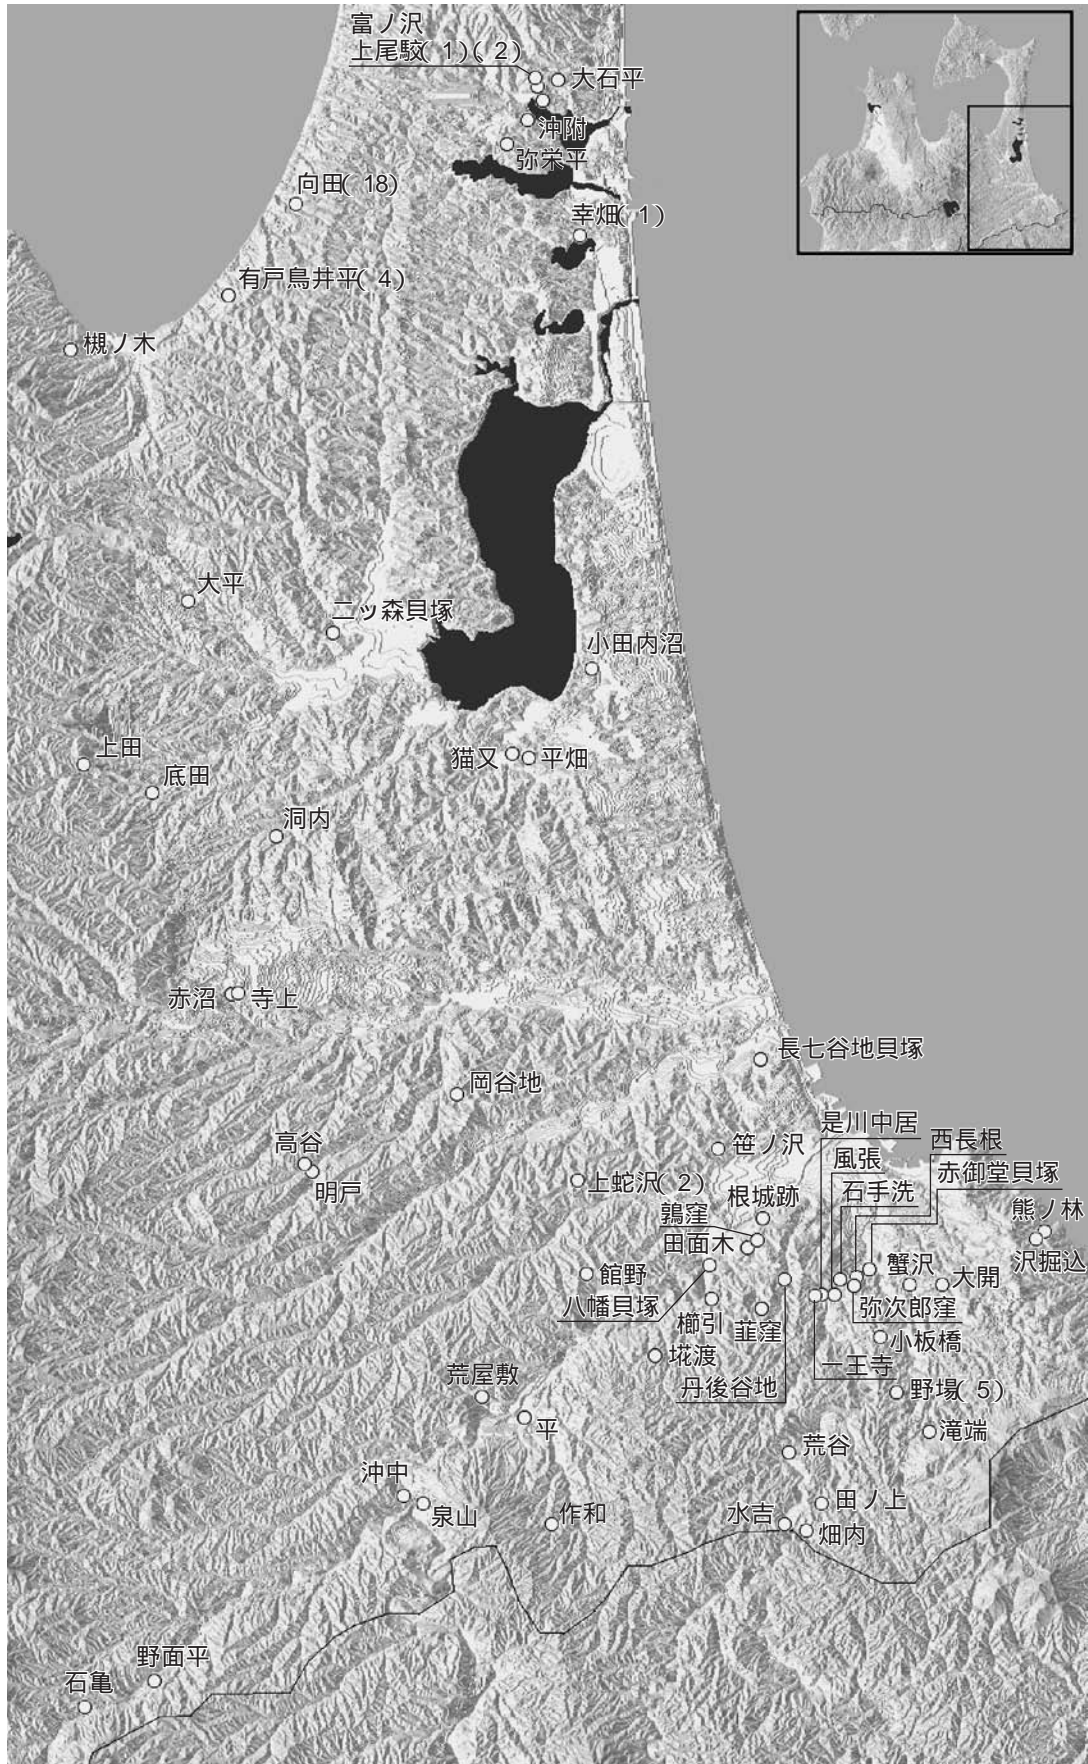 富ノ沢
上尾駮(1)(2)
大石平
沖附
弥栄平
向田(18)
幸畑(1)
有戸鳥井平(4)
槻ノ木
大平
二ッ森貝塚
小田内沼
上田
猫又
平畑
底田
洞内
赤沼
寺上
長七谷地貝塚
岡谷地
是川中居
西長根
高谷
笹ノ沢
風張
赤御堂貝塚
明戸
上蛇沢(2)
石手洗
根城跡
熊ノ林
鶉窪
田面木
沢堀込
館野
蟹沢
大開
八幡貝塚
弥次郎窪
櫛引
韮窪
小板橋
埖渡
一王寺
荒屋敷
丹後谷地
野場(5)
平
滝端
荒谷
沖中
泉山
作和
水吉
田ノ上
畑内
野面平
石亀